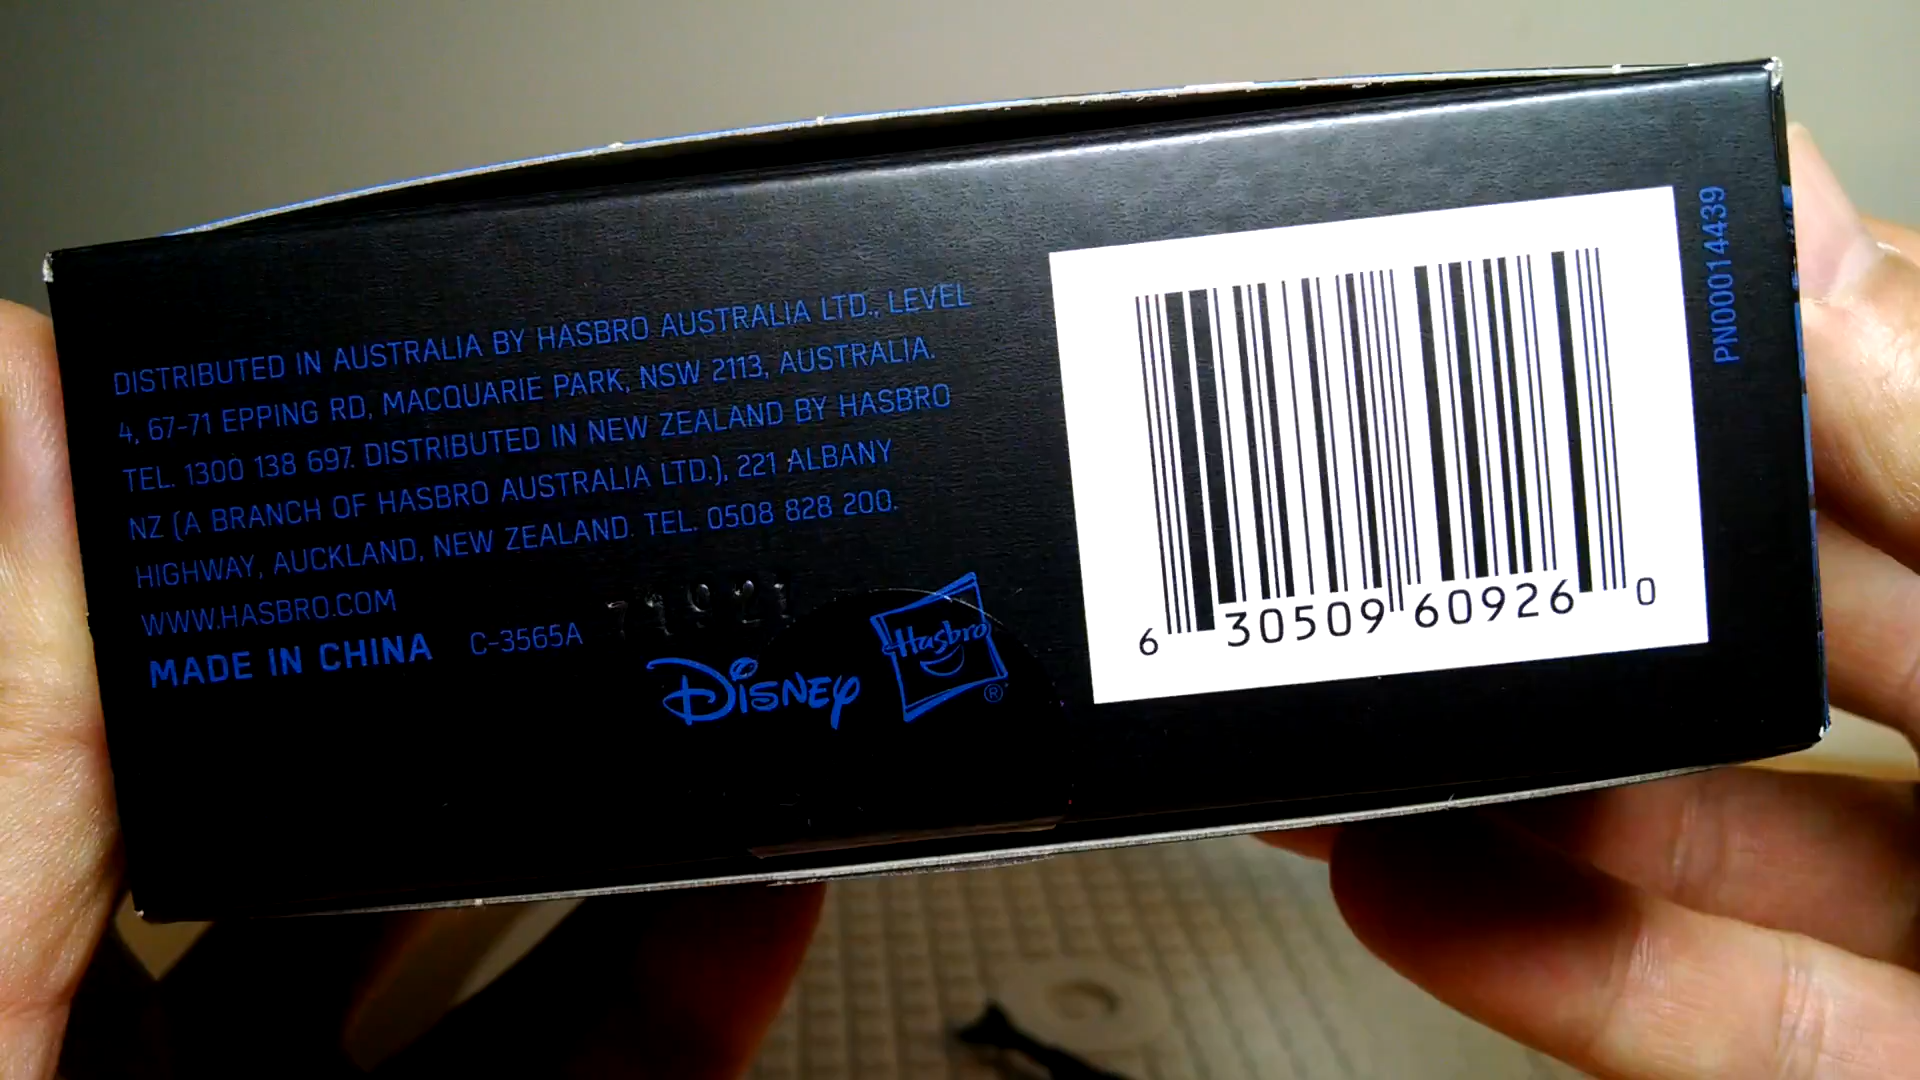 DISTRIBUTED IN AUSTRALIA BY HASBRO AUSTRALIA LTD., LEVEL
4, 67-71 EPPING RD, MACQUARIE PARK, NSW 2113, AUSTRALIA.
TEL. 1300 138 697. DISTRIBUTED IN NEW ZEALAND BY HASBRO
NZ (A BRANCH OF HASBRO AUSTRALIA LTD.), 221 ALBANY
HIGHWAY, AUCKLAND, NEW ZEALAND. TEL. 0508 828 200.
WWW.HASBRO.COM
MADE IN CHINA C-3565A
DISNEY
Hasbro ®
6 30509 60926 0
PN00014439